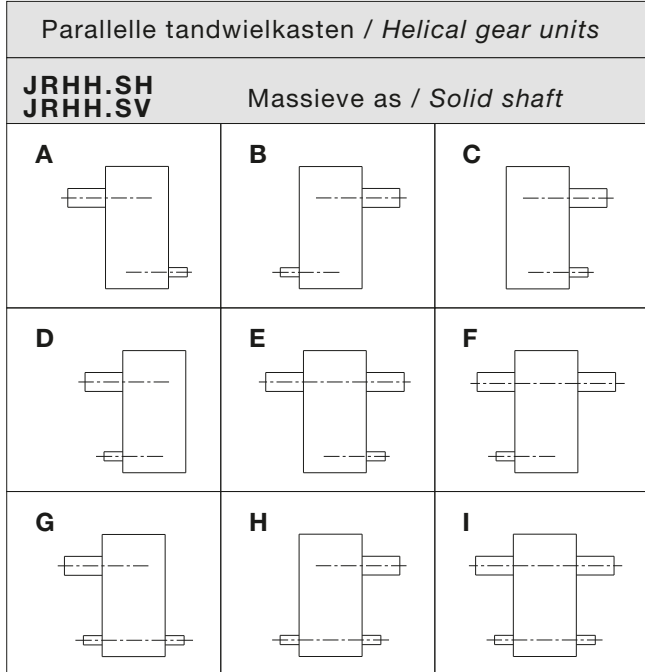 Parallelle tandwielkasten / Helical gear units
JRHH.SH
JRHH.SV
Massieve as / Solid shaft
A
B
C
D
E
F
G
H
I